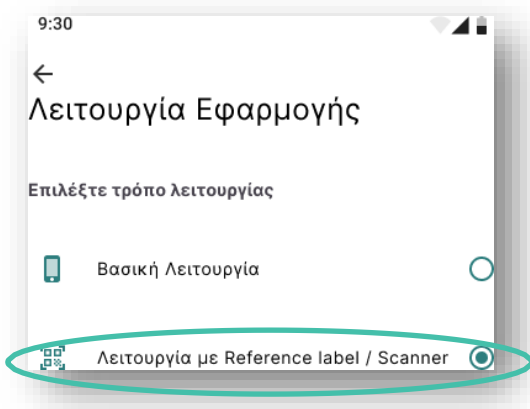 9:30
Λειτουργία Εφαρμογής
Επιλέξτε τρόπο λειτουργίας
Βασική Λειτουργία
Λειτουργία με Reference label / Scanner